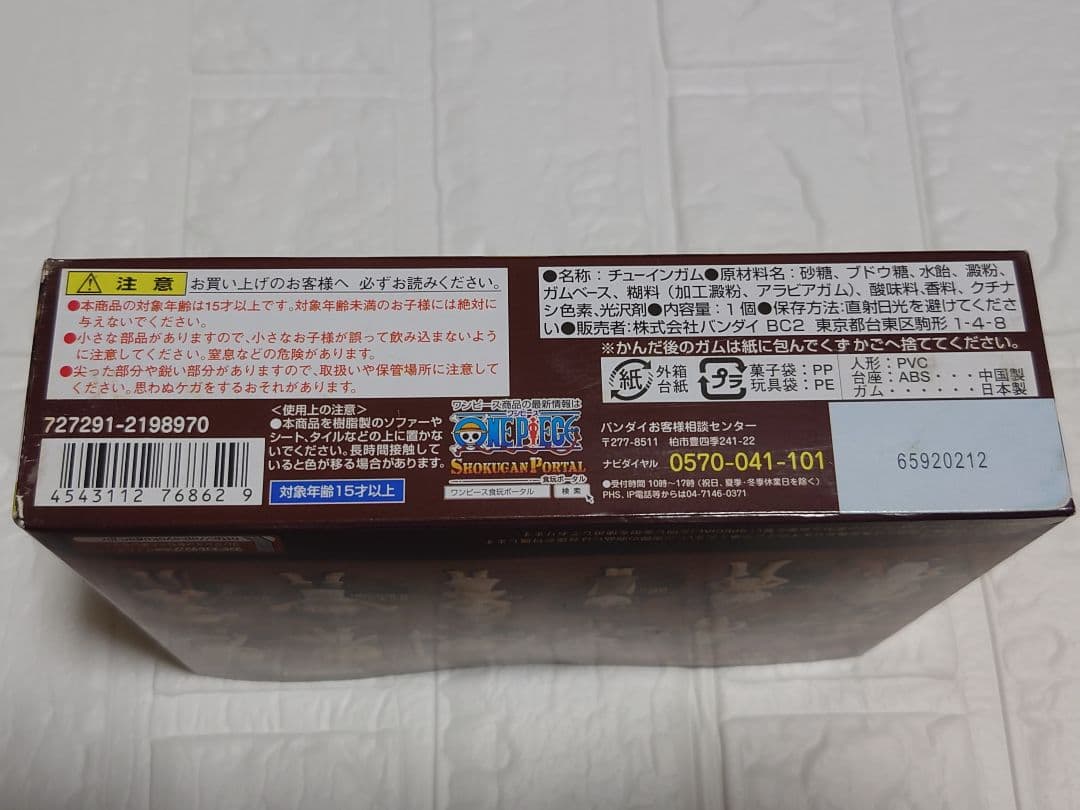 注意 お買い上げのお客様へ 必ずお読みください。
●本商品の対象年齢は15才以上です。対象年齢未満のお子様には絶対に
与えないでください。
●小さな部品がありますので、小さなお子様が誤って飲み込まないよう
に注意してください。窒息などの危険があります。
●尖った部分や鋭い部分がありますので、取扱いや保管場所に注意して
ください。思わぬケガをするおそれがあります。
727291-2198970
4543112 768629
<使用上の注意>
●本商品を樹脂製のソファーや
シート、タイルなどの上に置かな
いでください。長時間接触して
いると色が移る場合があります。
対象年齢15才以上
ワンピース商品の最新情報は
ワンピース
ONE PIECE
SHOKUGAN PORTAL
食玩ポータル
ワンピース食玩ポータル 検索
●名称：チューインガム●原材料名：砂糖、ブドウ糖、水飴、澱粉、
ガムベース、糊料（加工澱粉、アラビアガム）、酸味料、香料、クチナ
シ色素、光沢剤●内容量：1個●保存方法：直射日光を避けてくださ
い●販売者：株式会社バンダイ BC2 東京都台東区駒形1-4-8
※かんだ後のガムは紙に包んでくずかごへ捨ててください。
紙 外箱
台紙
プラ 菓子袋：PP
玩具袋：PE
人形：PVC
台座：ABS・・・・中国製
ガム・・・・・・・日本製
バンダイお客様相談センター
〒277-8511 柏市豊四季241-22
ナビダイヤル 0570-041-101
●受付時間 10時〜17時（祝日、夏季・冬季休業日を除く）
PHS、IP電話等からは04-7146-0371
65920212